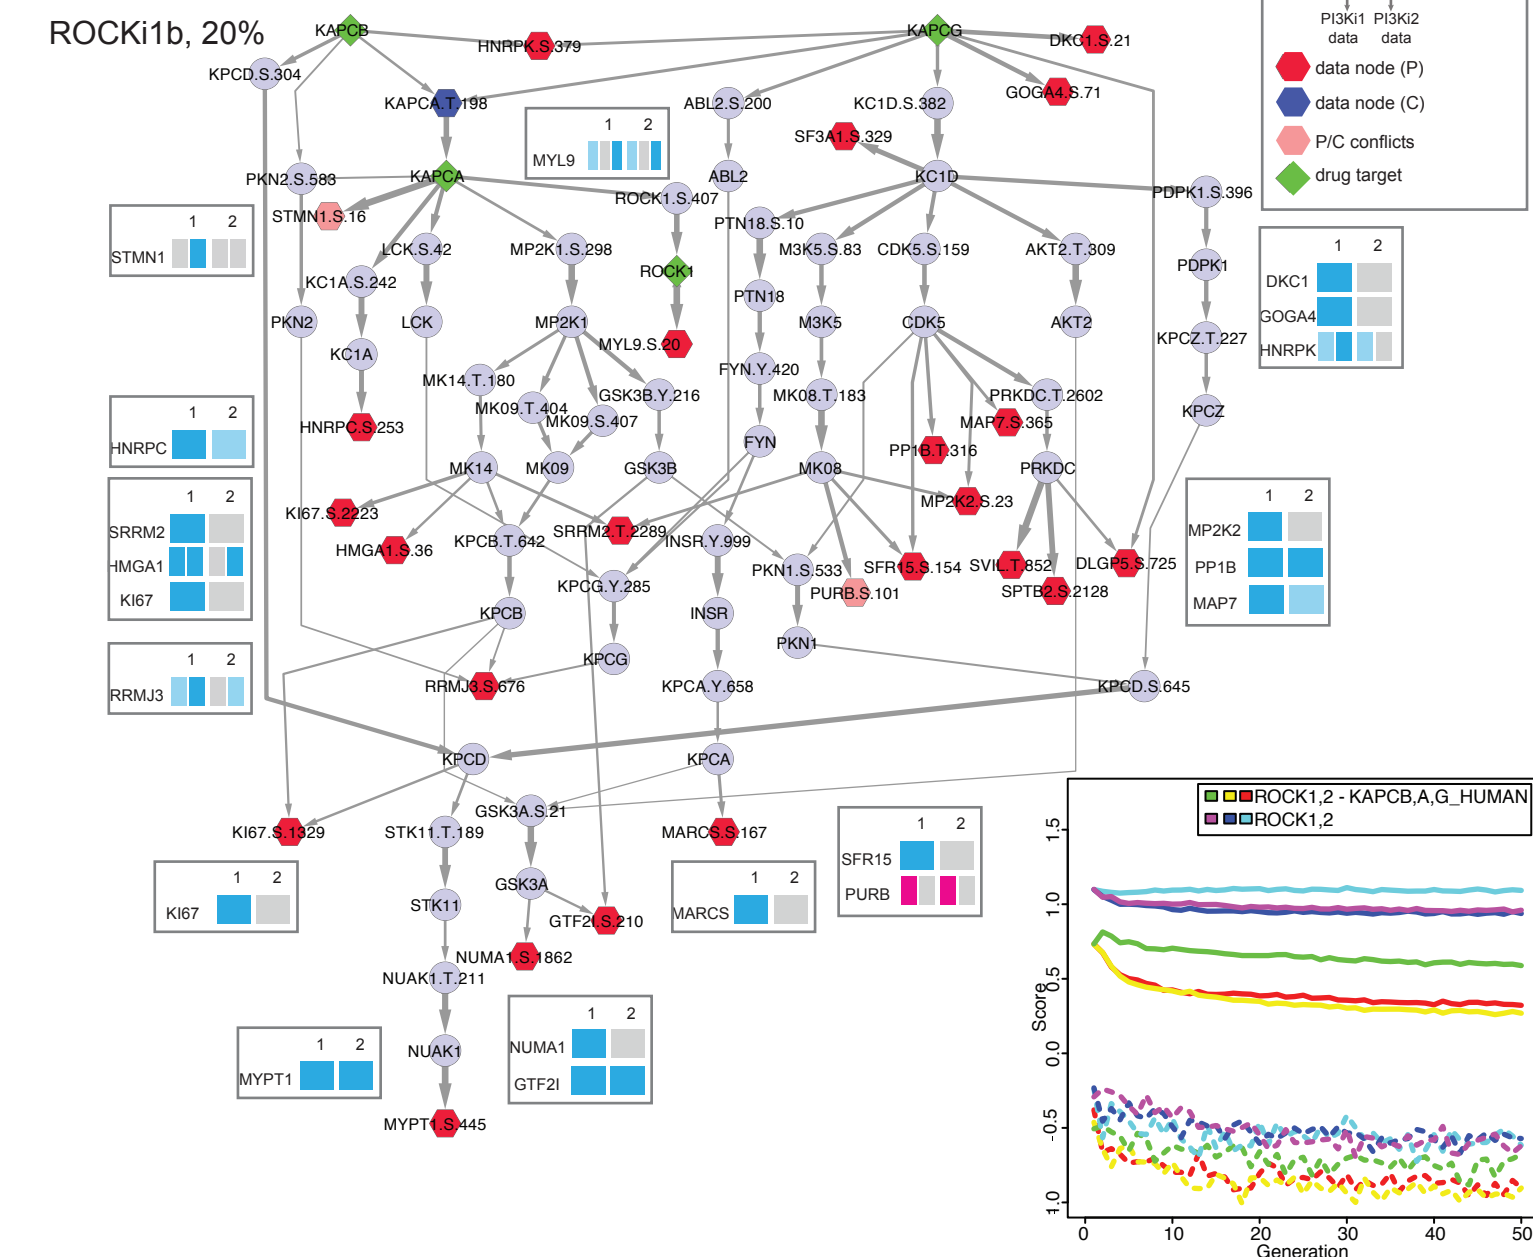 ROCKi1b, 20%
KAPCB
HNRPK.S.379
KAPCG
DKC1.S.21
PI3Ki1 PI3Ki2
data data
data node (P)
data node (C)
P/C conflicts
drug target
KPCD.S.304
KAPCA.T.198
ABL2.S.200
KC1D.S.382
GOGA4.S.71
SF3A1.S.329
1 2
MYL9
PKN2.S.583
KAPCA
ABL2
KC1D
PDPK1.S.396
STMN1.S.16
ROCK1.S.407
PTN18.S.10
1 2
STMN1
LCK.S.42
MP2K1.S.298
M3K5.S.83
CDK5.S.159
AKT2.T.309
KC1A.S.242
ROCK1
PDPK1
1 2
DKC1
GOGA4
HNRPK
PTN18
PKN2
LCK
MP2K1
M3K5
CDK5
AKT2
KC1A
MYL9.S.20
KPCZ.T.227
MK14.T.180
FYN.Y.420
MK09.T.404
GSK3B.Y.216
MK08.T.183
PRKDC.T.2602
MK09.S.407
MAP7.S.365
KPCZ
HNRPC.S.253
1 2
HNRPC
FYN
PP1B.T.316
MK14
MK09
GSK3B
MK08
PRKDC
KI67.S.2223
MP2K2.S.23
1 2
SRRM2
HMGA1
KI67
1 2
MP2K2
PP1B
MAP7
HMGA1.S.36
KPCB.T.642
SRRM2.T.2289
INSR.Y.999
PKN1.S.533
SFR15.S.154
SVIL.T.852
DLGP5.S.725
KPCG.Y.285
PURB.S.101
SPTB2.S.2128
KPCB
INSR
PKN1
KPCG
1 2
RRMJ3
RRMJ3.S.676
KPCA.Y.658
KPCD.S.645
KPCD
KPCA
GSK3A.S.21
KI67.S.1329
STK11.T.189
MARCS.S.167
1 2
KI67
GSK3A
STK11
GTF2I.S.210
1 2
MARCS
1 2
SFR15
PURB
NUMA1.S.1862
NUAK1.T.211
1 2
NUMA1
GTF2I
NUAK1
1 2
MYPT1
MYPT1.S.445
ROCK1,2 - KAPCB,A,G_HUMAN
ROCK1,2
Score
1.5
1.0
0.5
0.0
-0.5
-1.0
0 10 20 30 40 50
Generation